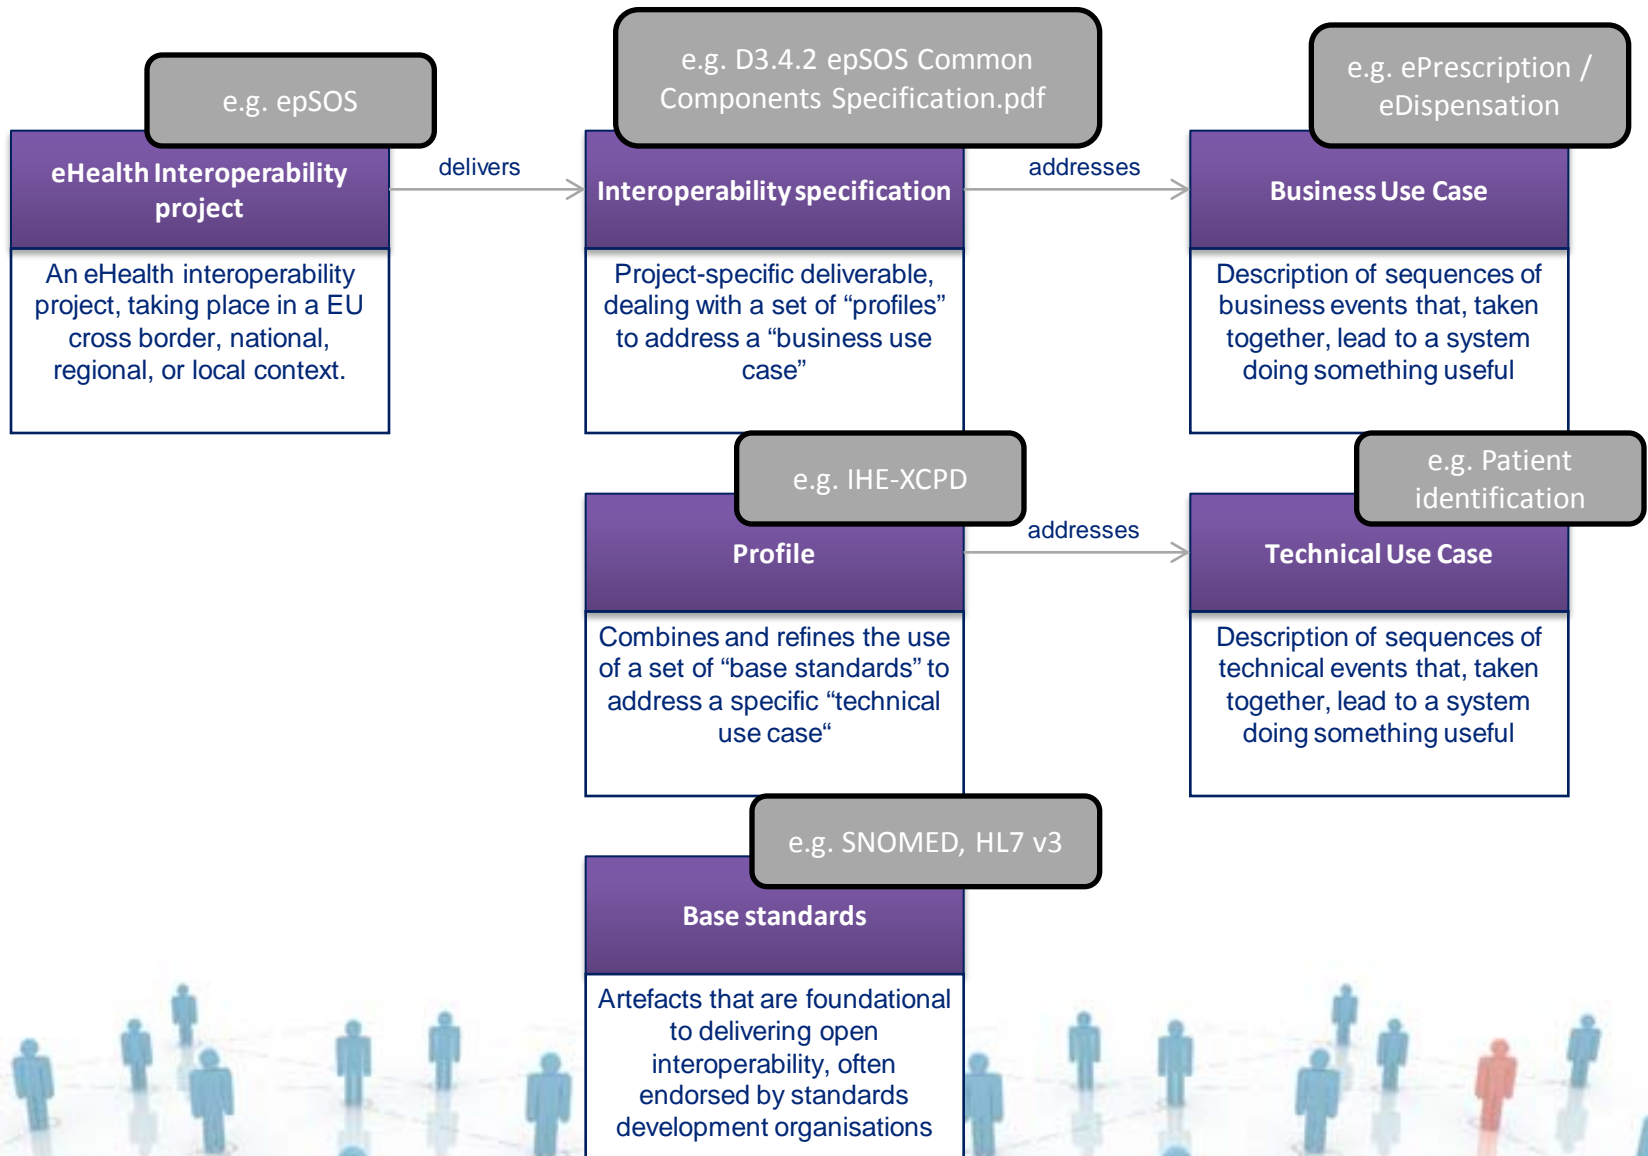 e.g. epSOS
eHealth Interoperability
project
An eHealth interoperability
project, taking place in a EU
cross border, national,
regional, or local context.
delivers
e.g. D3.4.2 epSOS Common
Components Specification.pdf
Interoperability specification
Project-specific deliverable,
dealing with a set of “profiles”
to address a “business use
case”
addresses
e.g. ePrescription /
eDispensation
Business Use Case
Description of sequences of
business events that, taken
together, lead to a system
doing something useful
e.g. IHE-XCPD
Profile
Combines and refines the use
of a set of “base standards” to
address a specific “technical
use case“
addresses
e.g. Patient
identification
Technical Use Case
Description of sequences of
technical events that, taken
together, lead to a system
doing something useful
e.g. SNOMED, HL7 v3
Base standards
Artefacts that are foundational
to delivering open
interoperability, often
endorsed by standards
development organisations